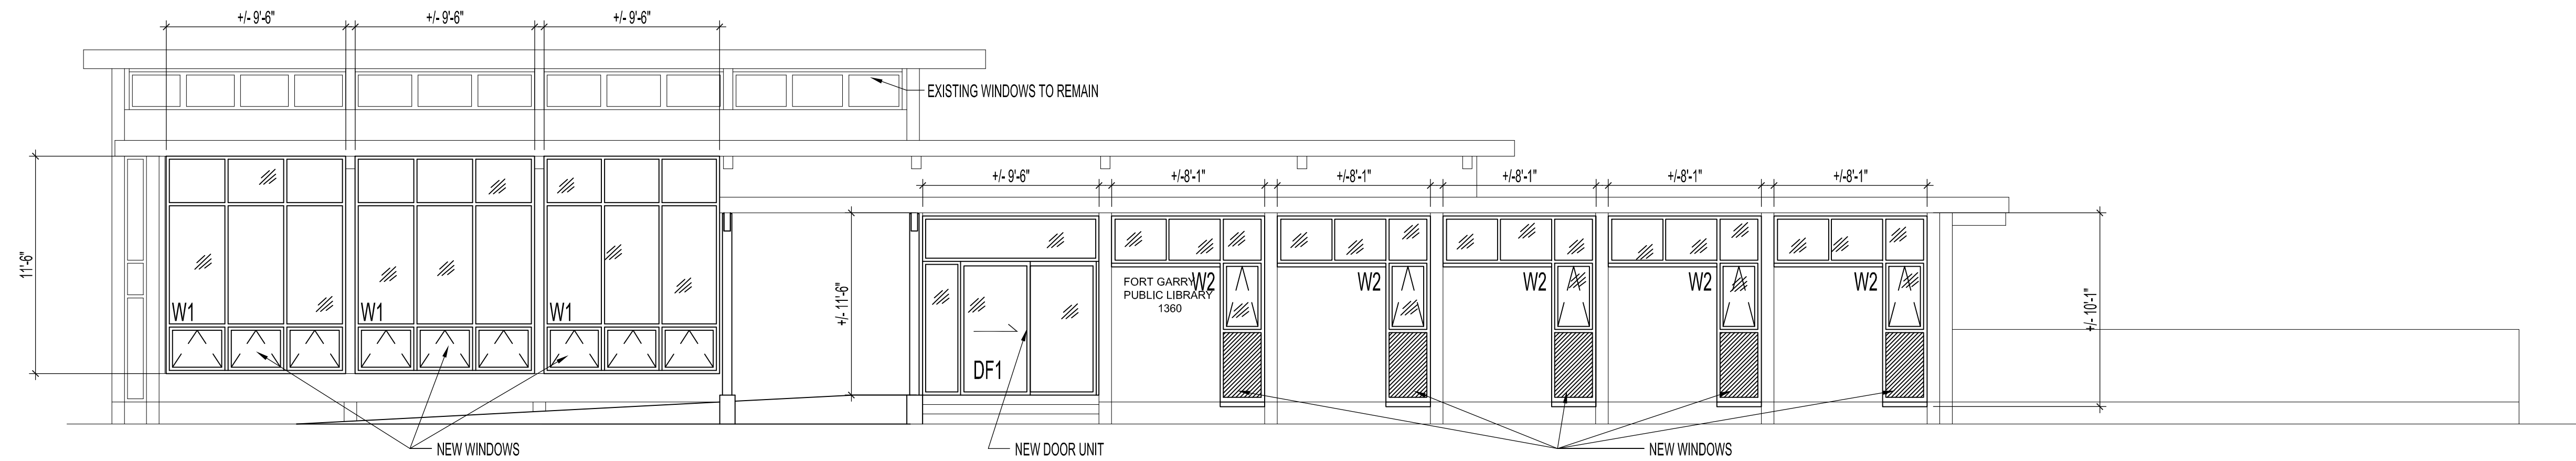 +/- 9'-6" +/- 9'-6" +/- 9'-6"
EXISTING WINDOWS TO REMAIN
+/- 9'-6" +/-8'-1" +/-8'-1" +/-8'-1" +/-8'-1" +/-8'-1"
11'-6"
W1 W1 W1
+/- 11'-6"
DF1
FORT GARRY
PUBLIC LIBRARY
1360
W2 W2 W2 W2 W2
+/- 10'-1"
NEW WINDOWS
NEW DOOR UNIT
NEW WINDOWS